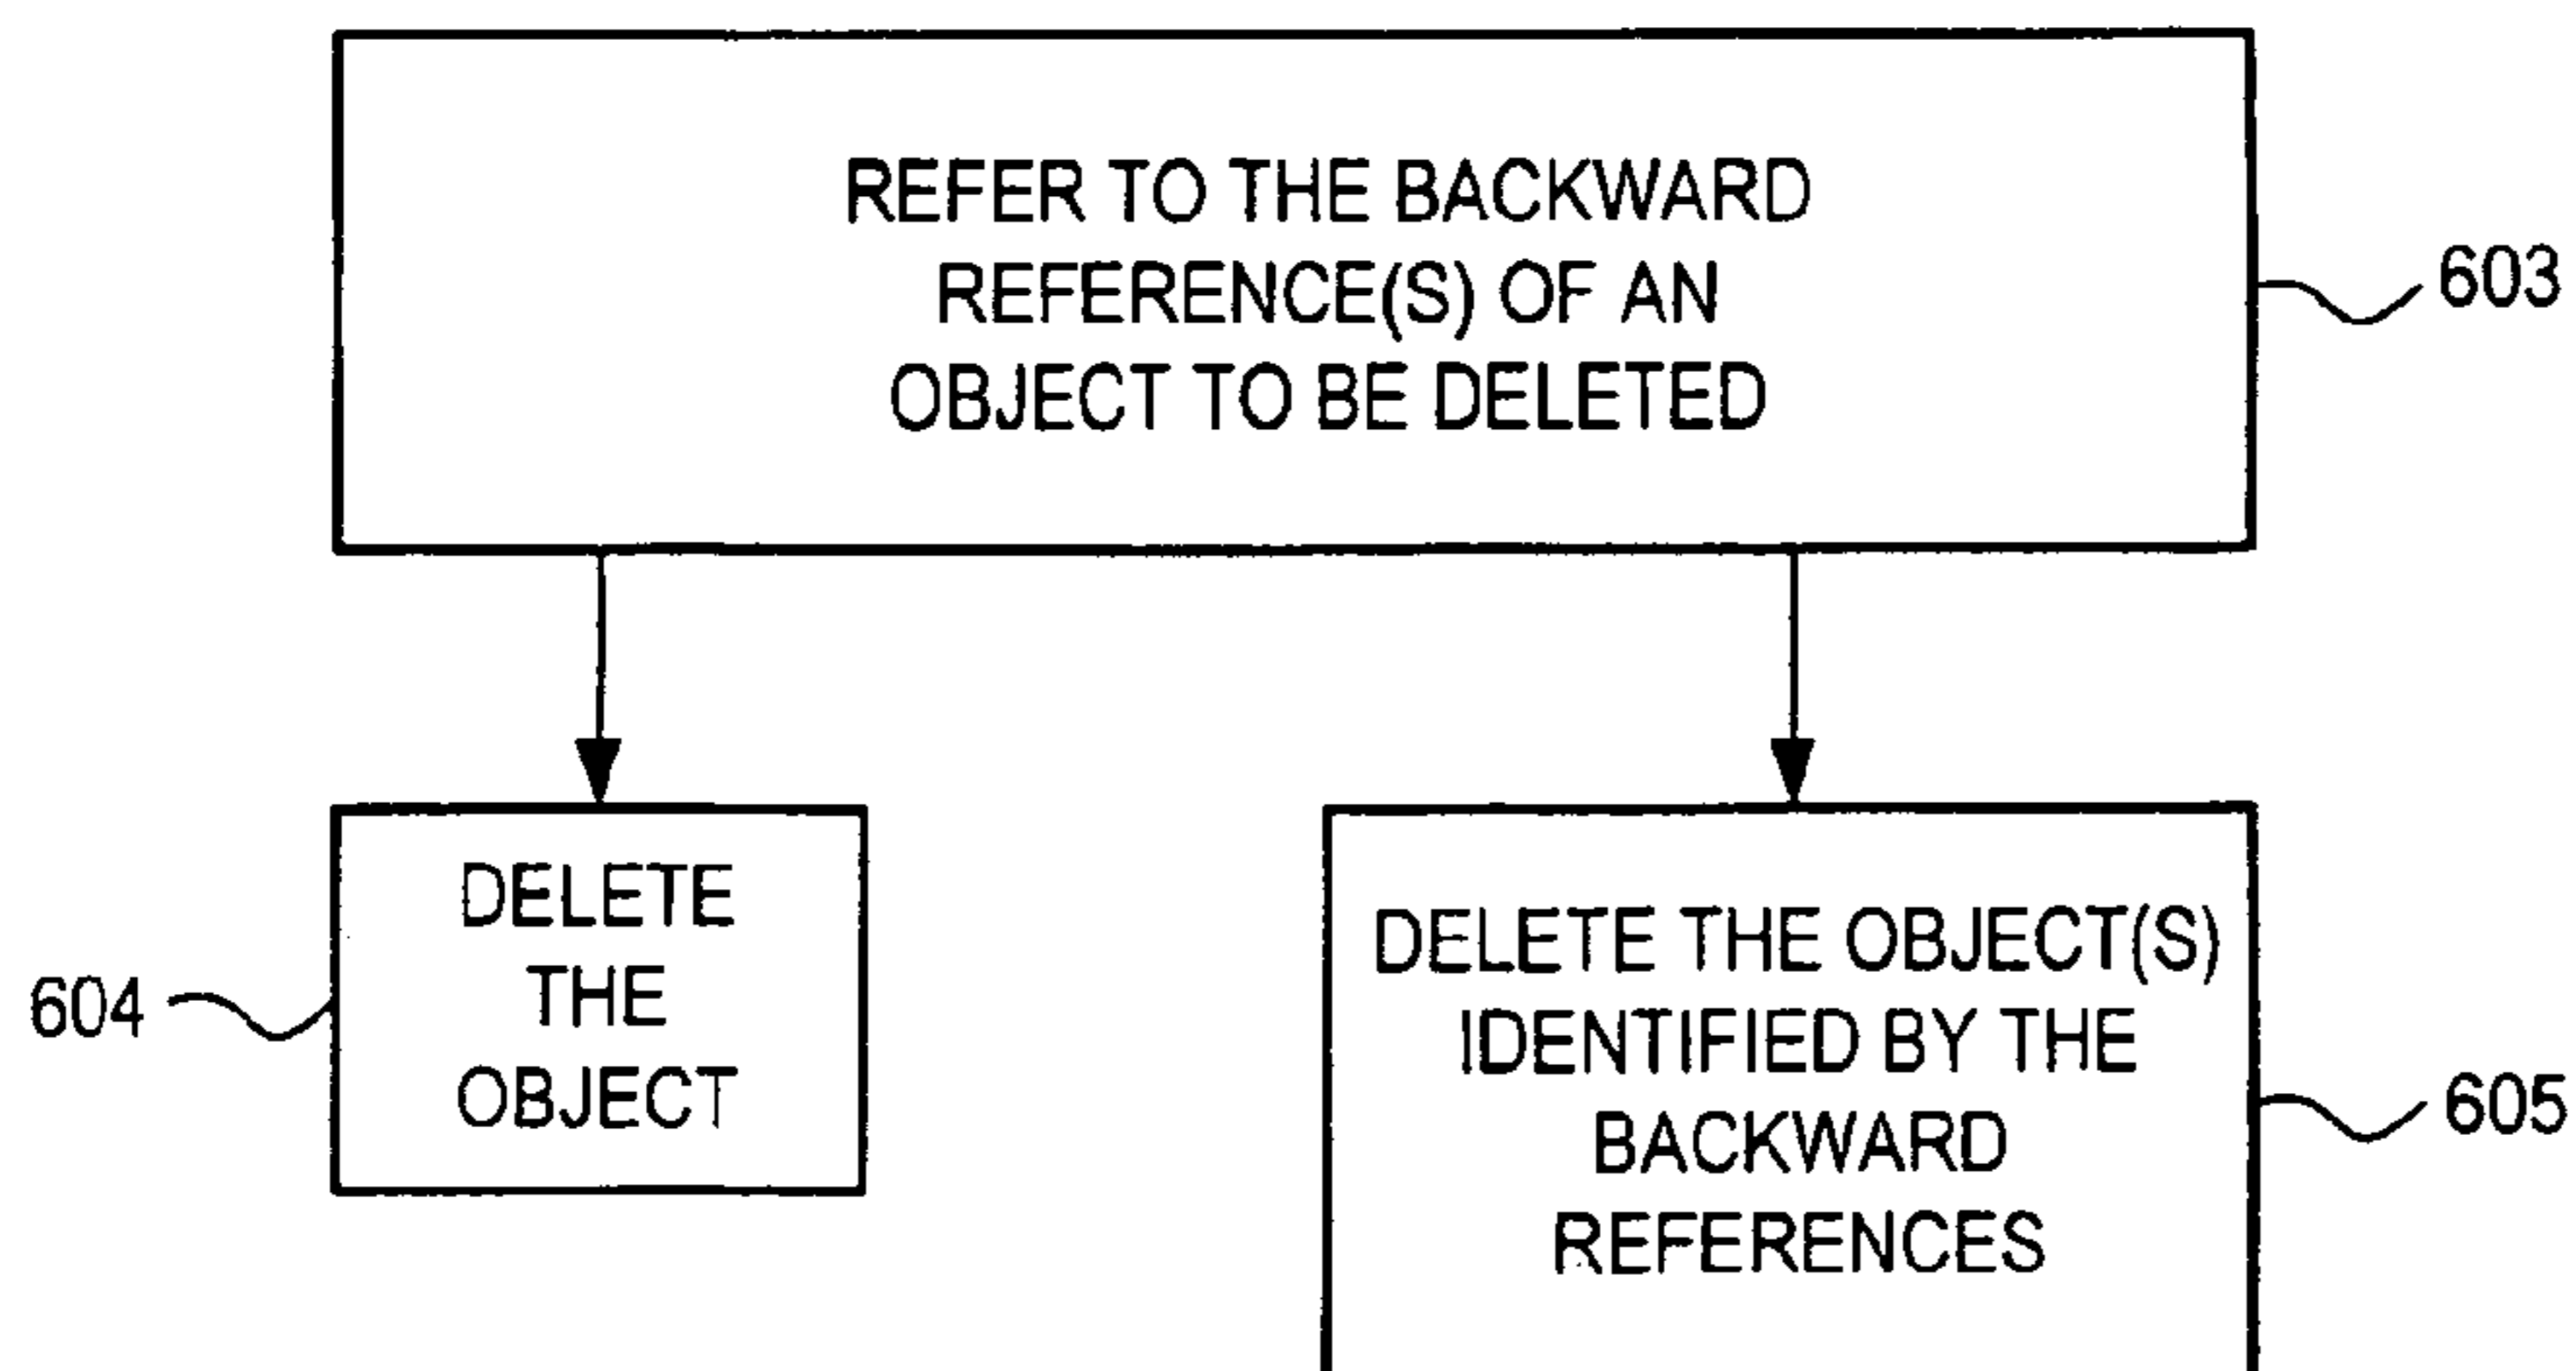 REFER TO THE BACKWARD
REFERENCE(S) OF AN
OBJECT TO BE DELETED
603
DELETE
THE
OBJECT
604
DELETE THE OBJECT(S)
IDENTIFIED BY THE
BACKWARD
REFERENCES
605